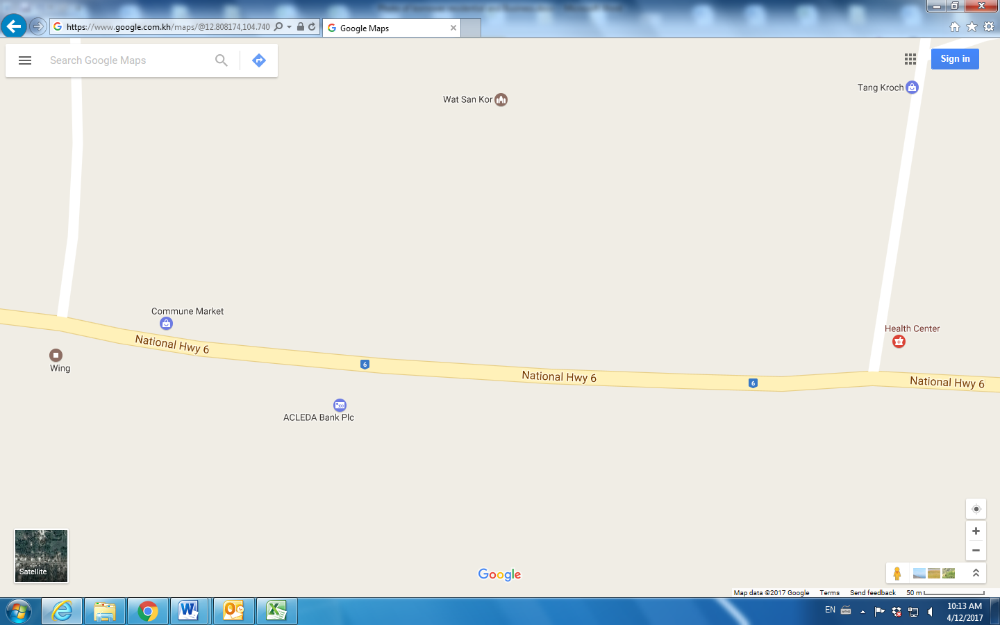 https://www.google.com.kh/maps/@12.808174,104.740
Google Maps
Search Google Maps
Sign in
Tang Kroch
Wat San Kor
Commune Market
Health Center
National Hwy 6
6
Wing
National Hwy 6
6
National Hwy 6
100
ACLEDA Bank Plc
Satellite
Google
Map data ©2017 Google Terms Send feedback 50 m
EN
10:13 AM
4/12/2017